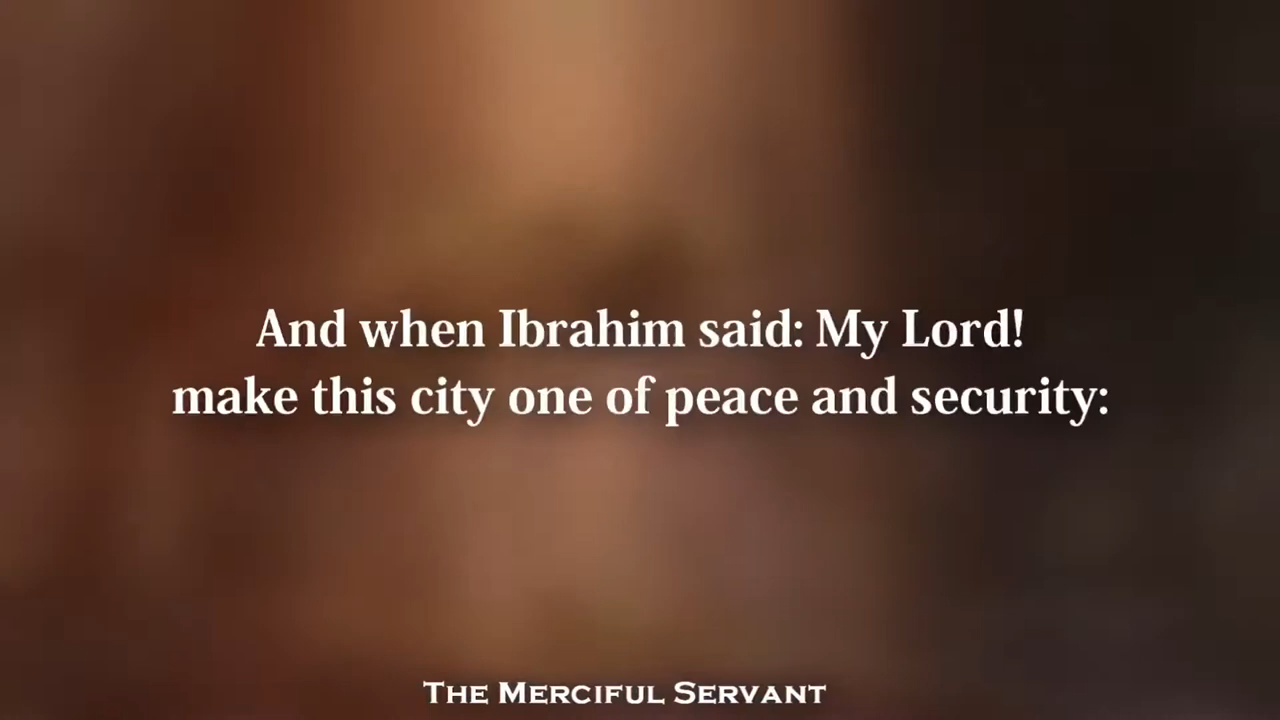 And when Ibrahim said: My Lord!
make this city one of peace and security:
The Merciful Servant